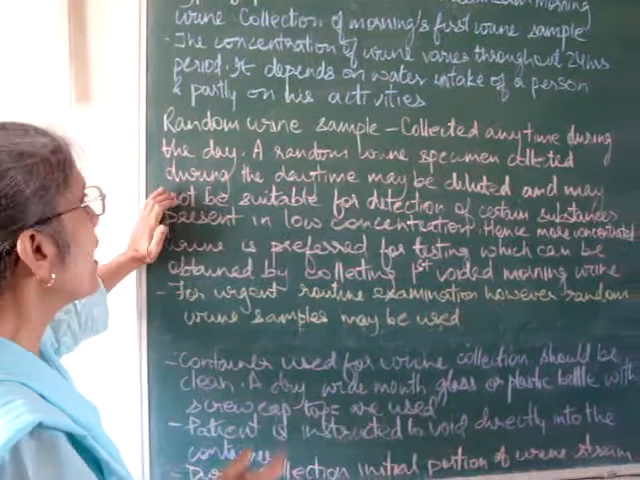 morning
urine. Collection of morning's first urine sample
- The concentration of urine varies throughout 24 hrs.
period. It depends on water intake of a person
& partly on his activities
Random urine sample - Collected any time during
the day. A random urine specimen collected
during the daytime may be diluted and may
not be suitable for detection of certain substances
present in low concentration. Hence more concentrated
urine is preferred for testing which can be
obtained by collecting 1st voided morning urine
- For urgent routine examination however random
urine samples may be used
- Container used for urine collection should be
clean. A dry wide mouth glass or plastic bottle with
screw cap tops are used
- Patient is instructed to void directly into the
container
collection initial portion of urine stream